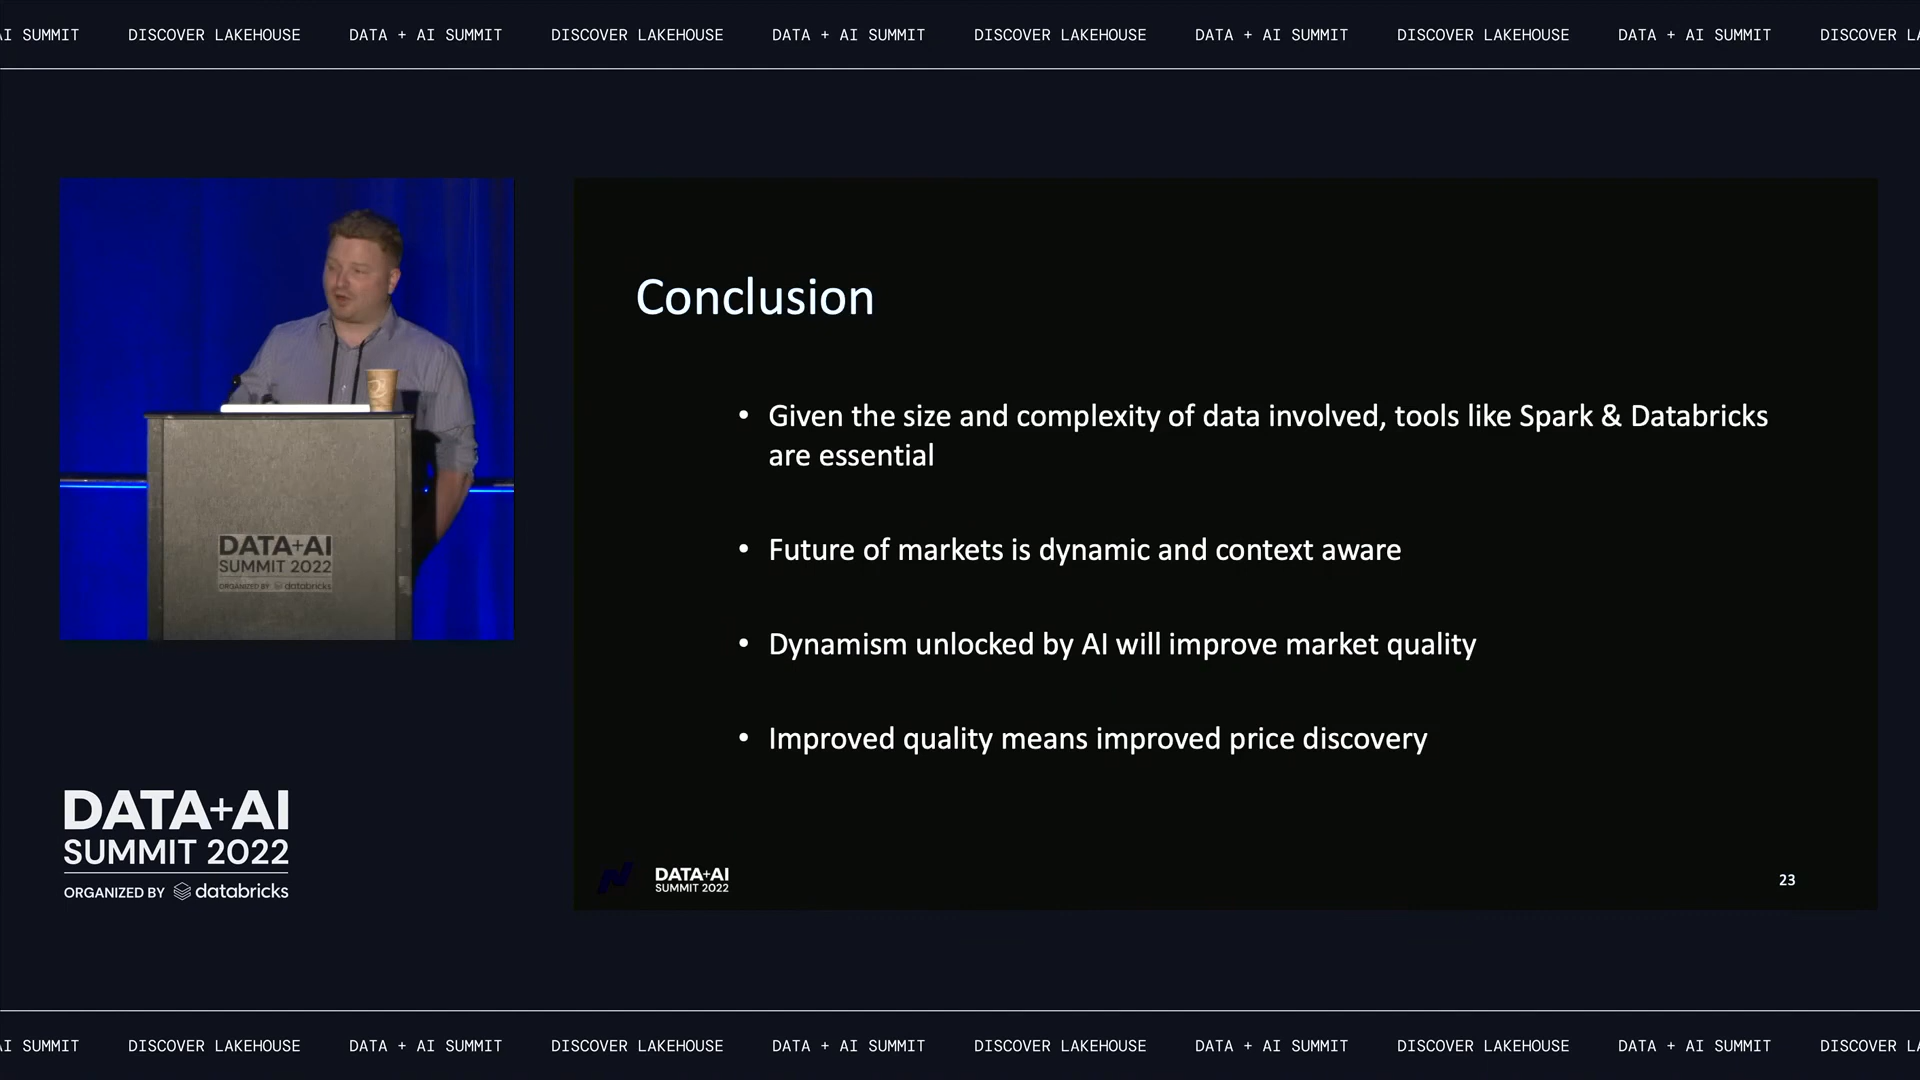 AI SUMMIT DISCOVER LAKEHOUSE DATA + AI SUMMIT DISCOVER LAKEHOUSE DATA + AI SUMMIT DISCOVER LAKEHOUSE DATA + AI SUMMIT DISCOVER LAKEHOUSE DATA + AI SUMMIT DISCOVER LA
Conclusion
• Given the size and complexity of data involved, tools like Spark & Databricks
are essential
• Future of markets is dynamic and context aware
• Dynamism unlocked by AI will improve market quality
• Improved quality means improved price discovery
DATA+AI
SUMMIT 2022
23
DATA+AI
SUMMIT 2022
ORGANIZED BY databricks
DATA+AI
SUMMIT 2022
ORGANIZED BY databricks
AI SUMMIT DISCOVER LAKEHOUSE DATA + AI SUMMIT DISCOVER LAKEHOUSE DATA + AI SUMMIT DISCOVER LAKEHOUSE DATA + AI SUMMIT DISCOVER LAKEHOUSE DATA + AI SUMMIT DISCOVER LA